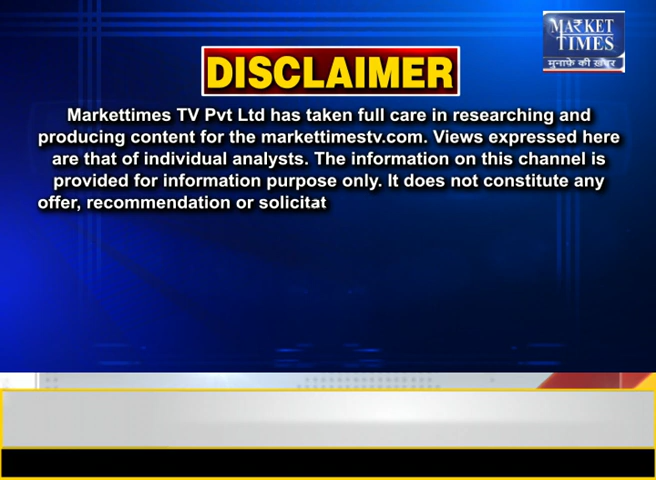 MARKET
TIMES
मुनाफे की ख़बर
DISCLAIMER
Markettimes TV Pvt Ltd has taken full care in researching and
producing content for the markettimestv.com. Views expressed here
are that of individual analysts. The information on this channel is
provided for information purpose only. It does not constitute any
offer, recommendation or solicitat